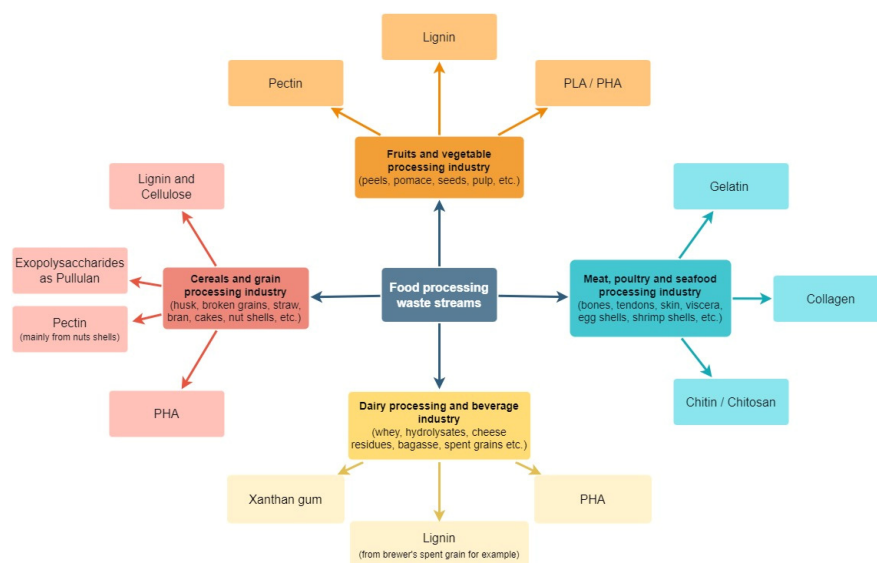 Lignin
Pectin
PLA / PHA
Fruits and vegetable
processing industry
(peels, pomace, seeds, pulp, etc.)
Lignin and
Cellulose
Gelatin
Exopolysaccharides
as Pullulan
Cereals and grain
processing industry
(husk, broken grains, straw,
bran, cakes, nut shells, etc.)
Food processing
waste streams
Meat, poultry and seafood
processing industry
(bones, tendons, skin, viscera,
egg shells, shrimp shells, etc.)
Collagen
Pectin
(mainly from nuts shells)
PHA
Chitin / Chitosan
Dairy processing and beverage
industry
(whey, hydrolysates, cheese
residues, bagasse, spent grains etc.)
Xanthan gum
PHA
Lignin
(from brewer's spent grain for example)